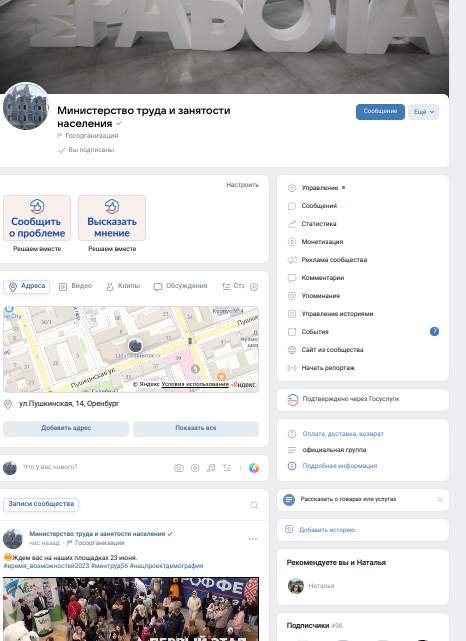 РАБОТА
Министерство труда и занятости
населения
Госорганизация
Вы подписаны
Сообщение
Ещё
Настроить
Сообщить
о проблеме
Высказать
мнение
Решаем вместе
Решаем вместе
Адреса
Видео
Клипы
Обсуждения
Ста
Пушкинская ул.
Центр занятости
© Яндекс Условия использования Яндекс
ул.Пушкинская, 14, Оренбург
Добавить адрес
Показать все
Что у вас нового?
Записи сообщества
Министерство труда и занятости населения
час назад · Госорганизация
Ждем вас на наших площадках 23 июня.
#время_возможностей2023 #минтруд56 #нацпроектдемография
КОФФЕ
ПЕРВЫЙ ЭТАП
Управление
Сообщения
Статистика
Монетизация
Реклама сообщества
Комментарии
Упоминания
Управление историями
События
7
Сайт из сообщества
Начать репортаж
Подтверждено через Госуслуги
Оплата, доставка, возврат
официальная группа
Подробная информация
Рассказать о товарах или услугах
Добавить историю
Рекомендуете вы и Наталья
Наталья
Подписчики 498